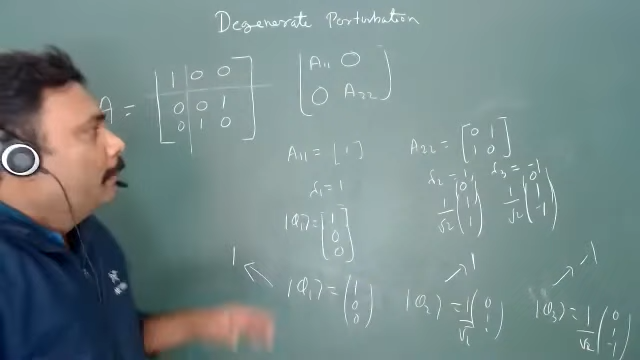 Degenerate Perturbation
A = [1 0 0; 0 0 1; 0 1 0] [A₁₁ 0; 0 A₂₂]
A₁₁ = [1] A₂₂ = [0 1; 1 0]
λ₁ = 1 λ₂ = 1, λ₃ = -1
|φ₁⟩ = [1; 0; 0] 1/√2 (0; 1; 1) 1/√2 (0; 1; -1)
1 1 -1
|φ₁⟩ = (1; 0; 0) |φ₂⟩ = 1/√2 (0; 1; 1) |φ₃⟩ = 1/√2 (0; 1; -1)